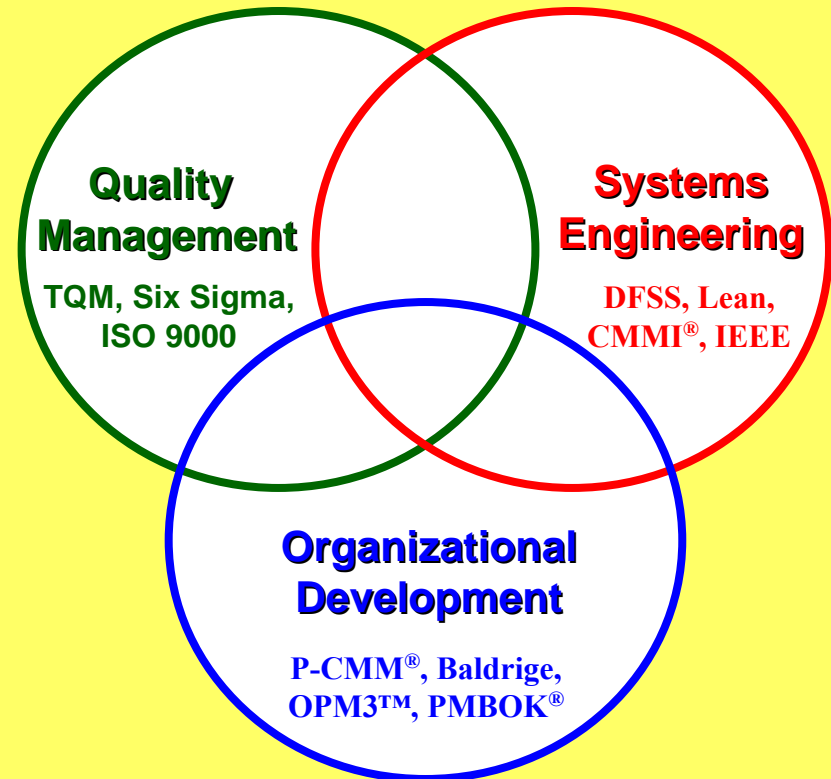 Quality
Management
TQM, Six Sigma,
ISO 9000
Systems
Engineering
DFSS, Lean,
CMMI®, IEEE
Organizational
Development
P-CMM®, Baldrige,
OPM3™, PMBOK®